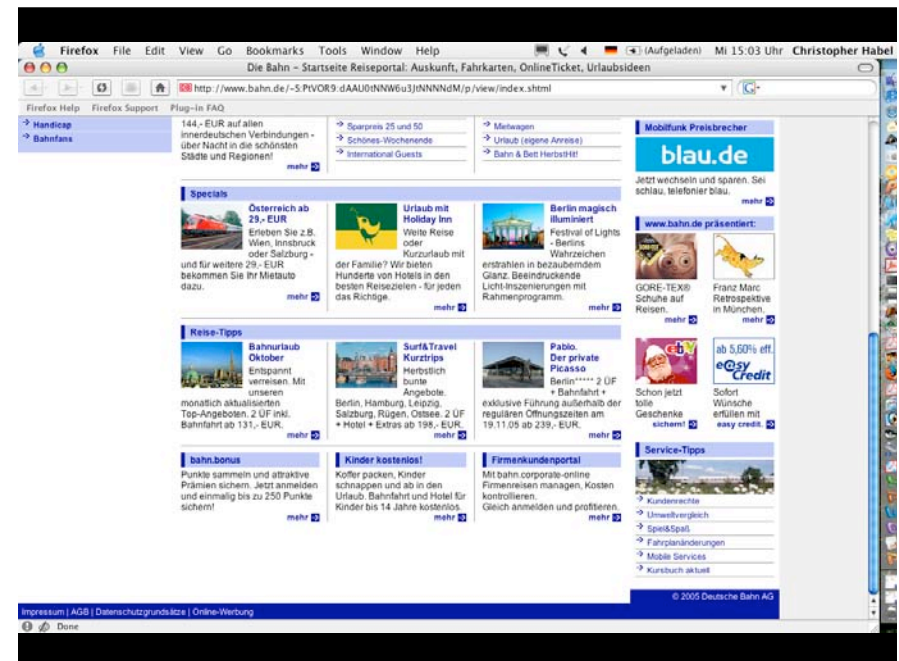 Firefox File Edit View Go Bookmarks Tools Window Help (Aufgeladen) Mi 15:03 Uhr Christopher Habel
Die Bahn – Startseite Reiseportal: Auskunft, Fahrkarten, OnlineTicket, Urlaubsideen
Firefox Help Firefox Support Plug-in FAQ
Handicap
Bahnfans
144,- EUR auf allen
innerdeutschen Verbindungen -
über Nacht in die schönsten
Städte und Regionen!
mehr
Sparpreis 25 und 50
Schönes-Wochenende
International Guests
Mietwagen
Urlaub (eigene Anreise)
Bahn & Bett HerbstHit!
Specials
Österreich ab
29,- EUR
Erleben Sie z.B.
Wien, Innsbruck
oder Salzburg -
und für weitere 29,- EUR
bekommen Sie Ihr Mietauto
dazu.
mehr
Urlaub mit
Holiday Inn
Weite Reise
oder
Kurzurlaub mit
der Familie? Wir bieten
Hunderte von Hotels in den
besten Reisezielen - für jeden
das Richtige.
mehr
Berlin magisch
illuminiert
Festival of Lights
- Berlins
Wahrzeichen
erstrahlen in bezauberndem
Glanz. Beeindruckende
Licht-Inszenierungen mit
Rahmenprogramm.
mehr
Reise-Tipps
Bahnurlaub
Oktober
Entspannt
verreisen. Mit
unseren
monatlich aktualisierten
Top-Angeboten. 2 ÜF inkl.
Bahnfahrt ab 131,- EUR.
mehr
Surf&Travel
Kurztrips
Herbstlich
bunte
Angebote.
Berlin, Hamburg, Leipzig,
Salzburg, Rügen, Ostsee. 2 ÜF
+ Hotel + Extras ab 198,- EUR.
mehr
Pablo.
Der private
Picasso
Berlin***** 2 ÜF
+ Bahnfahrt +
exklusive Führung außerhalb der
regulären Öffnungszeiten am
19.11.05 ab 239,- EUR.
mehr
bahn.bonus
Punkte sammeln und attraktive
Prämien sichern. Jetzt anmelden
und einmalig bis zu 250 Punkte
sichern!
mehr
Kinder kostenlos!
Koffer packen, Kinder
schnappen und ab in den
Urlaub. Bahnfahrt und Hotel für
Kinder bis 14 Jahre kostenlos.
mehr
Firmenkundenportal
Mit bahn.corporate-online
Firmenreisen managen, Kosten
kontrollieren.
Gleich anmelden und profitieren.
mehr
Mobilfunk Preisbrecher
blau.de
Jetzt wechseln und sparen. Sei
schlau, telefonier blau.
mehr
www.bahn.de präsentiert:
GORE-TEX®
Schuhe auf
Reisen.
mehr
Franz Marc
Retrospektive
in München.
mehr
ebY
Schon jetzt
tolle
Geschenke
sichern!
ab 5,60% eff.
e@sy
Credit
Sofort
Wünsche
erfüllen mit
easy credit.
Service-Tipps
Kundenrechte
Umweltvergleich
Spiel&Spaß
Fahrplanänderungen
Mobile Services
Kursbuch aktuell
© 2005 Deutsche Bahn AG
Impressum | AGB | Datenschutzgrundsätze | Online-Werbung
Done